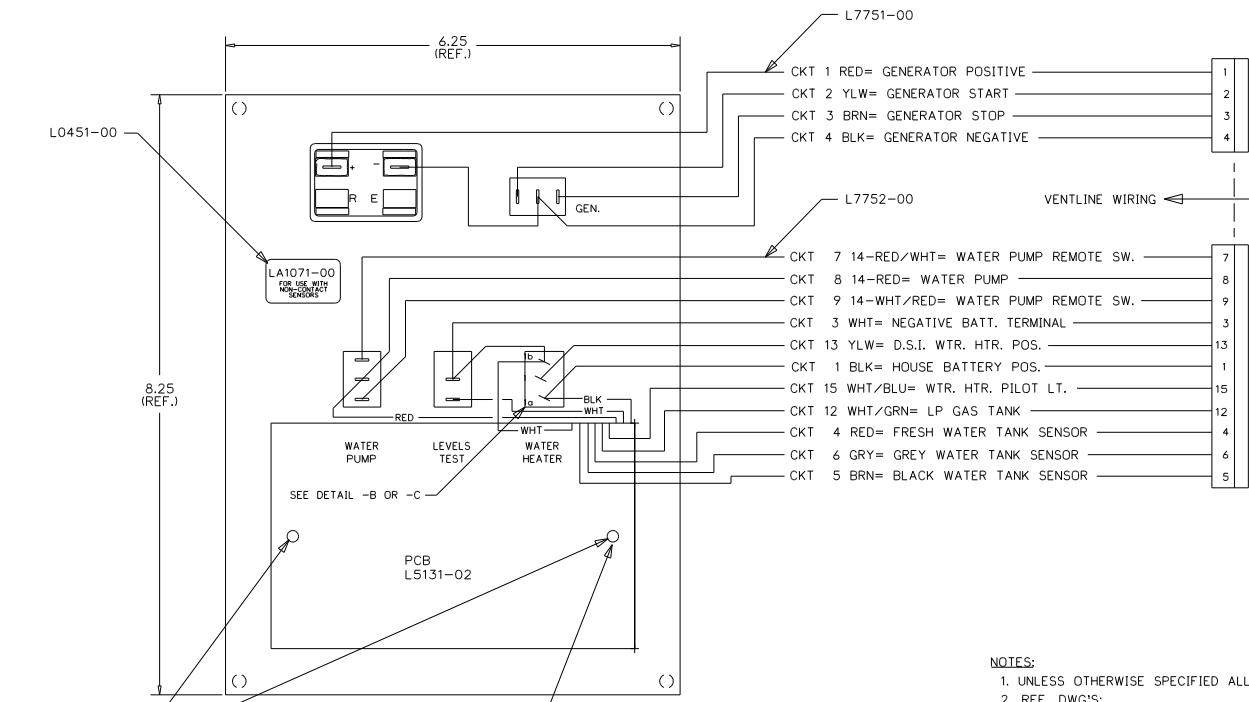 L7751-00
6.25
(REF.)
CKT 1 RED= GENERATOR POSITIVE 1
CKT 2 YLW= GENERATOR START 2
CKT 3 BRN= GENERATOR STOP 3
CKT 4 BLK= GENERATOR NEGATIVE 4
L0451-00
+ -
R E
GEN.
L7752-00
VENTLINE WIRING
LA1071-00
FOR USE WITH
NON-CONTACT
SENSORS
CKT 7 14-RED/WHT= WATER PUMP REMOTE SW. 7
CKT 8 14-RED= WATER PUMP 8
CKT 9 14-WHT/RED= WATER PUMP REMOTE SW. 9
CKT 3 WHT= NEGATIVE BATT. TERMINAL 3
CKT 13 YLW= D.S.I. WTR. HTR. POS. 13
CKT 1 BLK= HOUSE BATTERY POS. 1
CKT 15 WHT/BLU= WTR. HTR. PILOT LT. 15
CKT 12 WHT/GRN= LP GAS TANK 12
CKT 4 RED= FRESH WATER TANK SENSOR 4
CKT 6 GRY= GREY WATER TANK SENSOR 6
CKT 5 BRN= BLACK WATER TANK SENSOR 5
1b
1
1a
8.25
(REF.)
BLK
WHT
RED
WHT
WATER
PUMP
LEVELS
TEST
WATER
HEATER
SEE DETAIL -B OR -C
PCB
L5131-02
NOTES:
1. UNLESS OTHERWISE SPECIFIED ALL
2. REF. DWG'S: